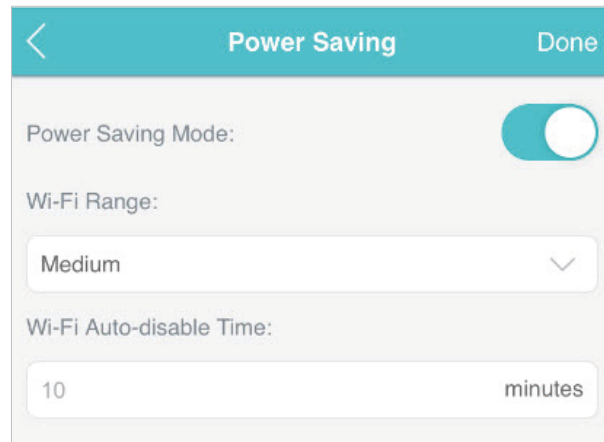 Power Saving Done
Power Saving Mode:
Wi-Fi Range:
Medium
Wi-Fi Auto-disable Time:
10 minutes